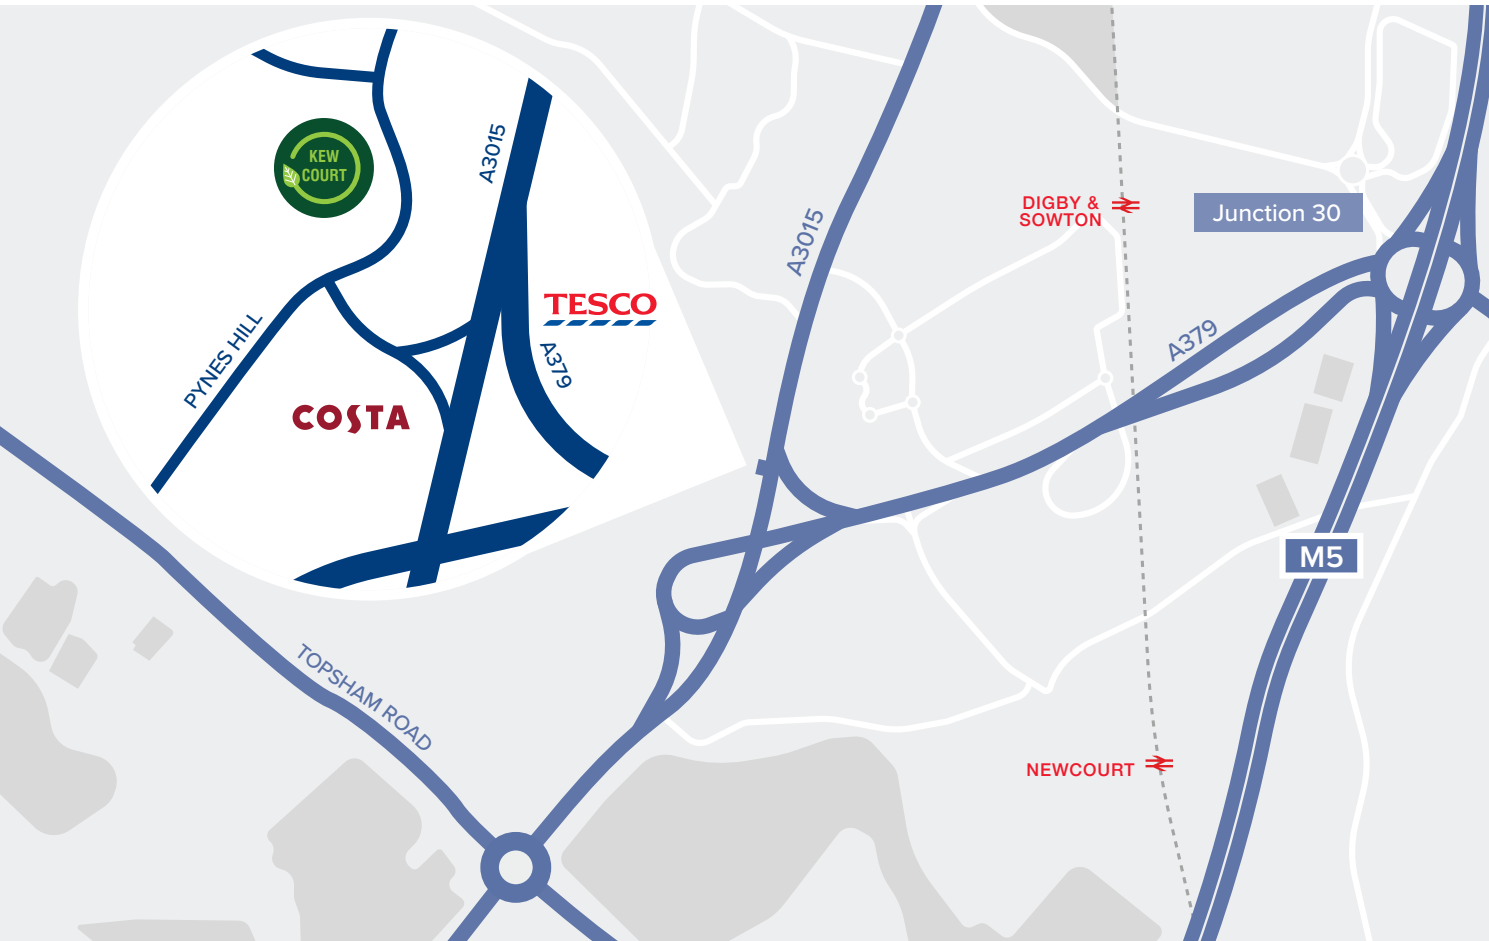 KEW
COURT
A3015
TESCO
A379
PYNES HILL
COSTA
A3015
DIGBY &
SOWTON
Junction 30
A379
M5
TOPSHAM ROAD
NEWCOURT